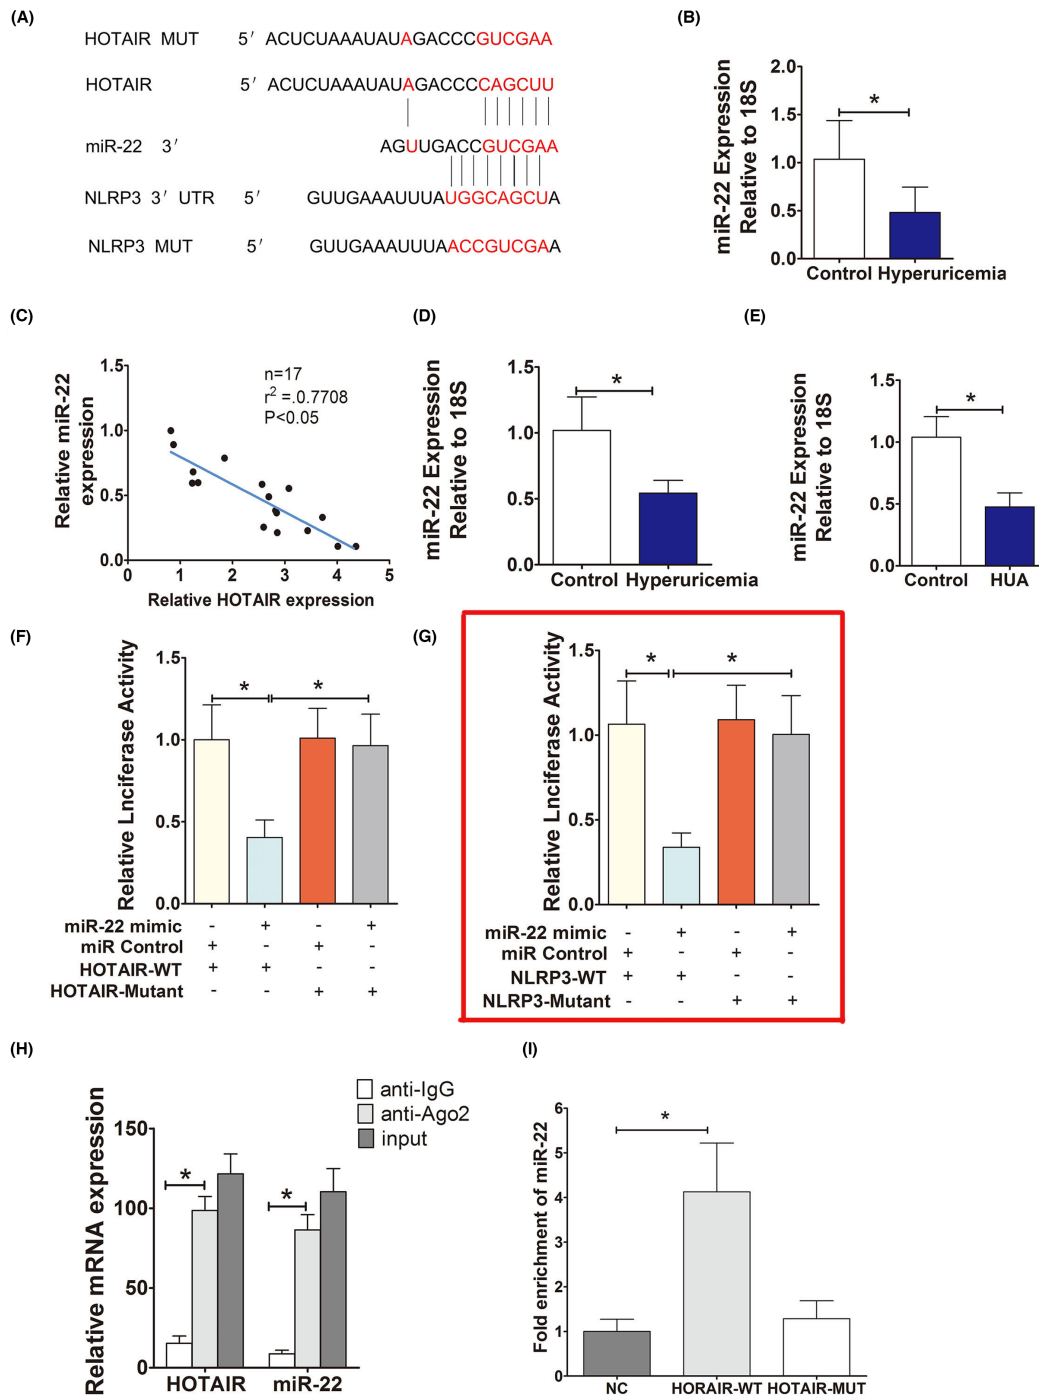 (A)
HOTAIR MUT 5′ ACUCUAAAUAUAGACCCGUCGAA
HOTAIR 5′ ACUCUAAAUAUAGACCCCAGCUU
miR-22 3′ AGUUGACCGUCGAA
NLRP3 3′ UTR 5′ GUUGAAAUUUAUGGCAGCUA
NLRP3 MUT 5′ GUUGAAAUUUAACCGUCGAA
(B)
miR-22 Expression
Relative to 18S
2.0
1.5
1.0
0.5
0.0
*
Control Hyperuricemia
(C)
Relative miR-22
expression
1.5
1.0
0.5
0.0
n=17
r2 =.0.7708
P<0.05
0 1 2 3 4 5
Relative HOTAIR expression
(D)
miR-22 Expression
Relative to 18S
1.5
1.0
0.5
0.0
*
Control Hyperuricemia
(E)
miR-22 Expression
Relative to 18S
1.5
1.0
0.5
0.0
*
Control HUA
(F)
Relative Lnciferase Activity
1.5
1.0
0.5
0.0
* *
miR-22 mimic - + - +
miR Control + - + -
HOTAIR-WT + + - -
HOTAIR-Mutant - - + +
(G)
Relative Lnciferase Activity
1.5
1.0
0.5
0.0
* *
miR-22 mimic - + - +
miR Control + - + -
NLRP3-WT + + - -
NLRP3-Mutant - - + +
(H)
Relative mRNA expression
150
100
50
0
anti-IgG
anti-Ago2
input
* *
HOTAIR miR-22
(I)
Fold enrichment of miR-22
6
5
4
3
2
1
0
*
NC HORAIR-WT HOTAIR-MUT